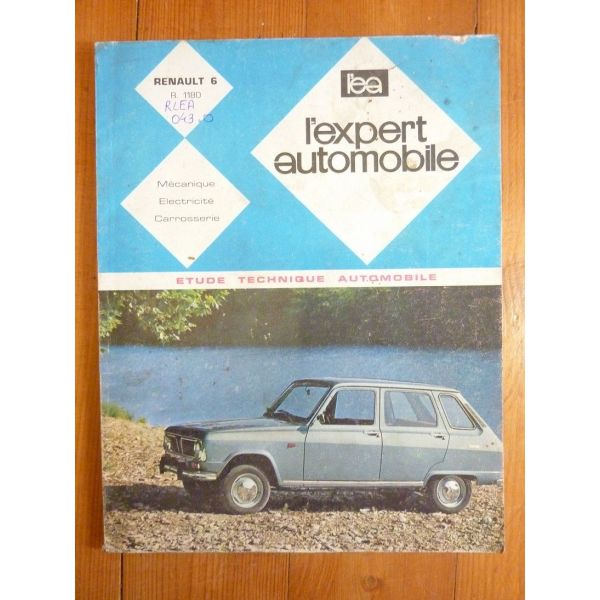 RENAULT 6
R. 1180
RLEA
043.0
l'ea
l'expert
automobile
Mécanique
Electricité
Carrosserie
ETUDE TECHNIQUE AUTOMOBILE